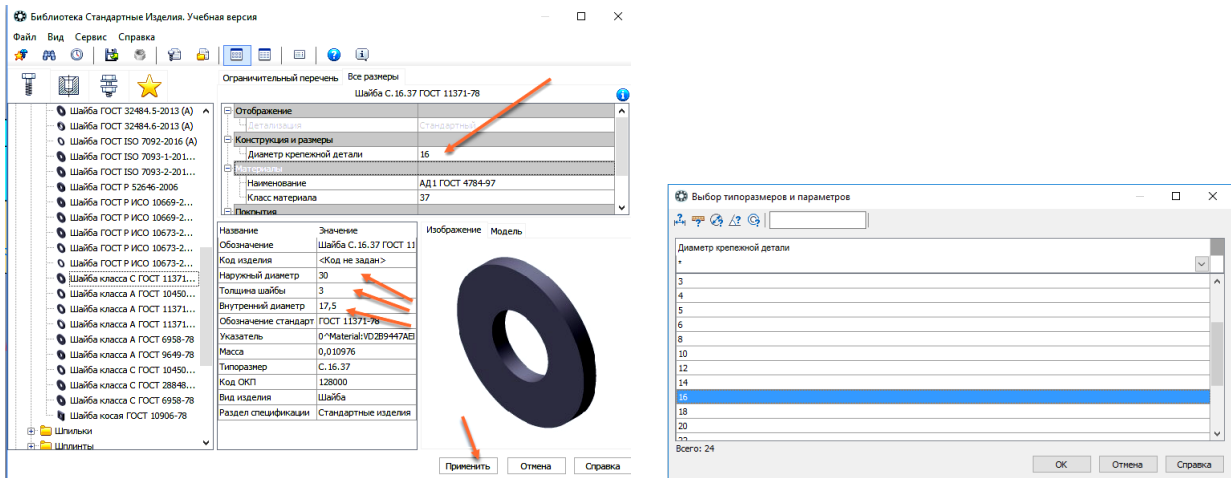 Библиотека Стандартные Изделия. Учебная версия
Файл Вид Сервис Справка
Шайба ГОСТ 32484.5-2013 (А)
Шайба ГОСТ 32484.6-2013 (А)
Шайба ГОСТ ISO 7092-2016 (А)
Шайба ГОСТ ISO 7093-1-201...
Шайба ГОСТ ISO 7093-2-201...
Шайба ГОСТ Р 52646-2006
Шайба ГОСТ Р ИСО 10669-2...
Шайба ГОСТ Р ИСО 10669-2...
Шайба ГОСТ Р ИСО 10673-2...
Шайба ГОСТ Р ИСО 10673-2...
Шайба ГОСТ Р ИСО 10673-2...
Шайба класса С ГОСТ 11371...
Шайба класса А ГОСТ 10450...
Шайба класса А ГОСТ 11371...
Шайба класса А ГОСТ 11371...
Шайба класса А ГОСТ 6958-78
Шайба класса А ГОСТ 9649-78
Шайба класса С ГОСТ 10450...
Шайба класса С ГОСТ 28848...
Шайба класса С ГОСТ 6958-78
Шайба косая ГОСТ 10906-78
Шпильки
Шплинты
Ограничительный перечень Все размеры
Шайба С.16.37 ГОСТ 11371-78
Отображение
Детализация Стандартный
Конструкция и размеры
Диаметр крепежной детали 16
Материалы
Наименование АД1 ГОСТ 4784-97
Класс материала 37
Покрытия
Название Значение
Обозначение Шайба С.16.37 ГОСТ 11
Код изделия <Код не задан>
Наружный диаметр 30
Толщина шайбы 3
Внутренний диаметр 17,5
Обозначение стандарт ГОСТ 11371-78
Указатель 0^Material:VD2B9447AEI
Масса 0,010976
Типоразмер С.16.37
Код ОКП 128000
Вид изделия Шайба
Раздел спецификации Стандартные изделия
Изображение Модель
Применить Отмена Справка
Выбор типоразмеров и параметров
Диаметр крепежной детали
*
3
4
5
6
8
10
12
14
16
18
20
22
Всего: 24
OK Отмена Справка